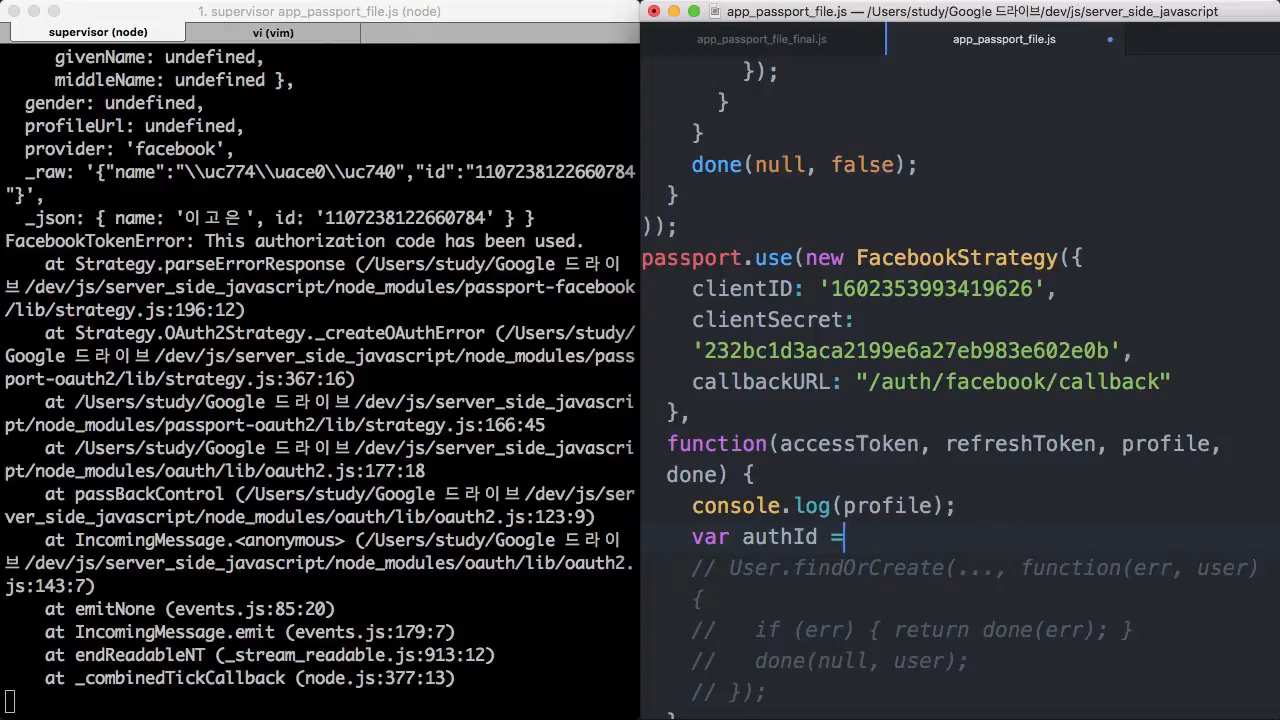 1. supervisor app_passport_file.js (node)
supervisor (node)
vi (vim)
givenName: undefined,
middleName: undefined },
gender: undefined,
profileUrl: undefined,
provider: 'facebook',
_raw: '{"name":"\\uc774\\uace0\\uc740","id":"1107238122660784
"}',
_json: { name: '이고은', id: '1107238122660784' } }
FacebookTokenError: This authorization code has been used.
at Strategy.parseErrorResponse (/Users/study/Google 드라이
브/dev/js/server_side_javascript/node_modules/passport-facebook
/lib/strategy.js:196:12)
at Strategy.OAuth2Strategy._createOAuthError (/Users/study/
Google 드라이브/dev/js/server_side_javascript/node_modules/pass
port-oauth2/lib/strategy.js:367:16)
at /Users/study/Google 드라이브/dev/js/server_side_javascri
pt/node_modules/passport-oauth2/lib/strategy.js:166:45
at /Users/study/Google 드라이브/dev/js/server_side_javascri
pt/node_modules/oauth/lib/oauth2.js:177:18
at passBackControl (/Users/study/Google 드라이브/dev/js/ser
ver_side_javascript/node_modules/oauth/lib/oauth2.js:123:9)
at IncomingMessage.<anonymous> (/Users/study/Google 드라이
브/dev/js/server_side_javascript/node_modules/oauth/lib/oauth2.
js:143:7)
at emitNone (events.js:85:20)
at IncomingMessage.emit (events.js:179:7)
at endReadableNT (_stream_readable.js:913:12)
at _combinedTickCallback (node.js:377:13)
app_passport_file.js — /Users/study/Google 드라이브/dev/js/server_side_javascript
app_passport_file_final.js
app_passport_file.js
});
}
}
done(null, false);
}
));
passport.use(new FacebookStrategy({
clientID: '1602353993419626',
clientSecret:
'232bc1d3aca2199e6a27eb983e602e0b',
callbackURL: "/auth/facebook/callback"
},
function(accessToken, refreshToken, profile,
done) {
console.log(profile);
var authId =
// User.findOrCreate(..., function(err, user)
{
//   if (err) { return done(err); }
//   done(null, user);
// });